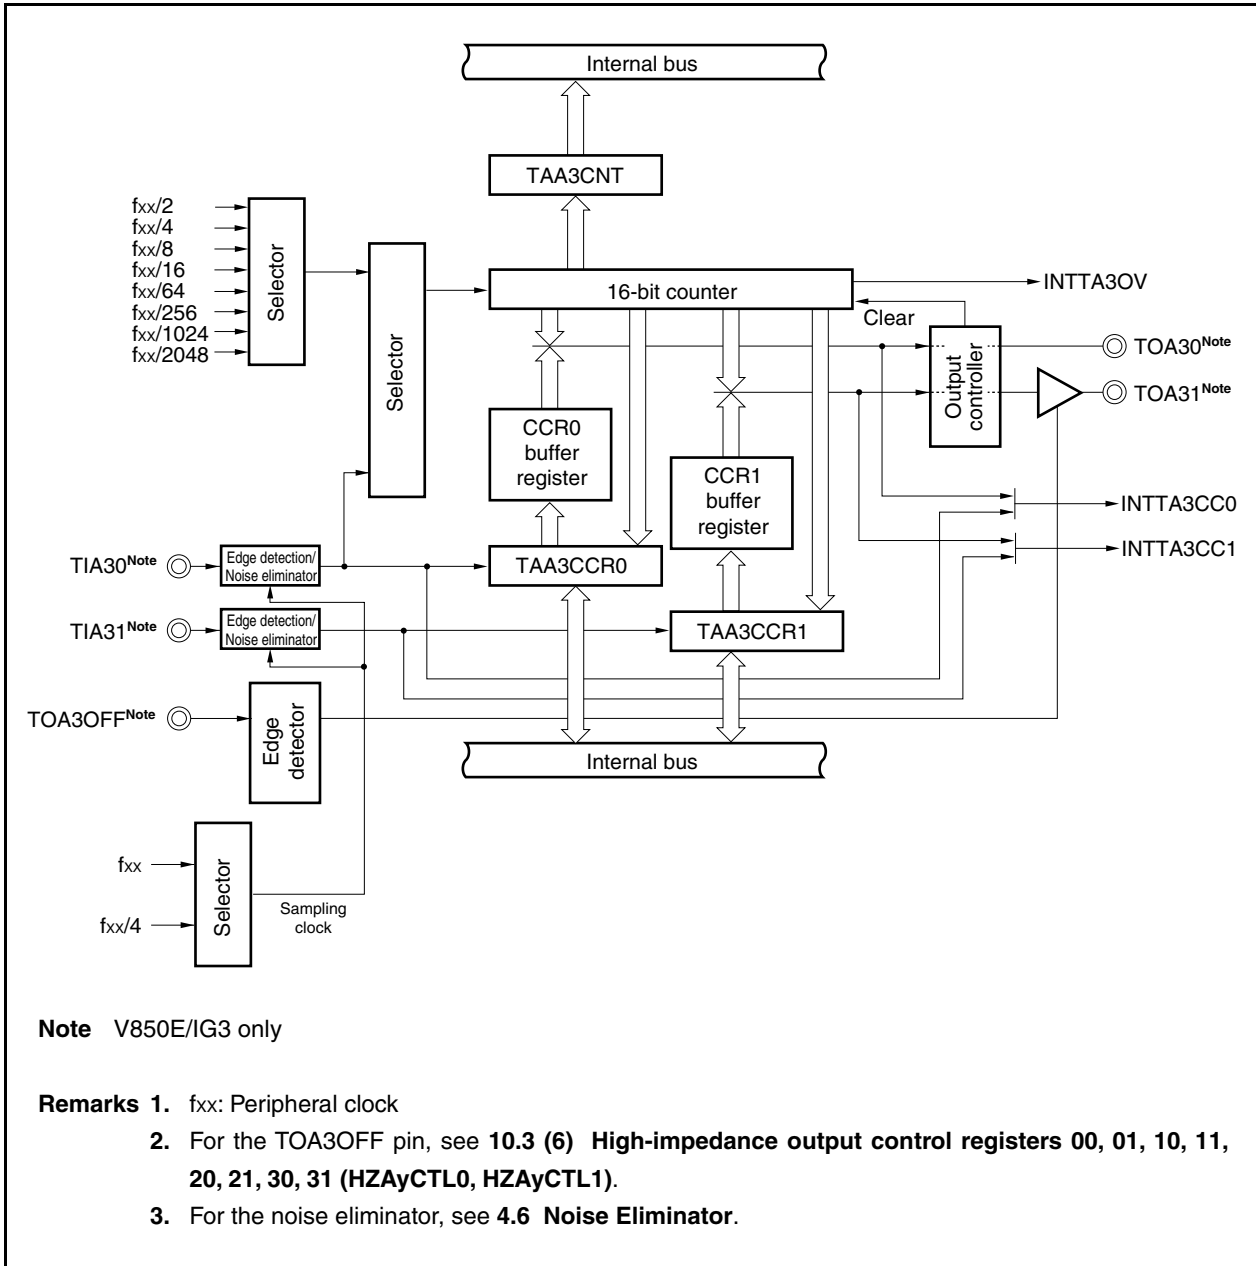 Internal bus
TAA3CNT
fxx/2
fxx/4
fxx/8
fxx/16
fxx/64
fxx/256
fxx/1024
fxx/2048
Selector
Selector
16-bit counter
INTTA3OV
Clear
Output
controller
TOA30Note
TOA31Note
CCR0
buffer
register
CCR1
buffer
register
INTTA3CC0
INTTA3CC1
TIA30Note
Edge detection/
Noise eliminator
TAA3CCR0
TIA31Note
Edge detection/
Noise eliminator
TAA3CCR1
TOA3OFFNote
Edge
detector
Internal bus
fxx
fxx/4
Selector
Sampling
clock
Note V850E/IG3 only
Remarks 1. fxx: Peripheral clock
2. For the TOA3OFF pin, see 10.3 (6) High-impedance output control registers 00, 01, 10, 11,
20, 21, 30, 31 (HZAyCTL0, HZAyCTL1).
3. For the noise eliminator, see 4.6 Noise Eliminator.